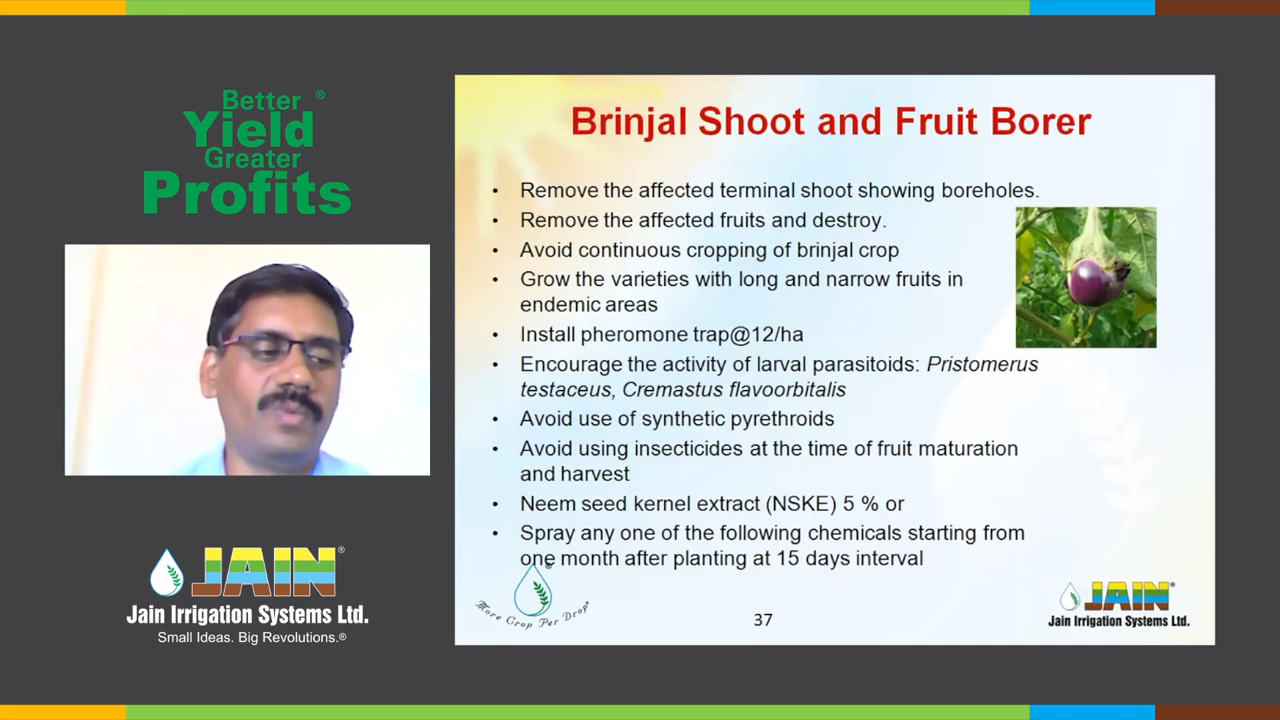 Better ®
Yield
Greater
Profits
JAIN®
Jain Irrigation Systems Ltd.
Small Ideas. Big Revolutions.®
Brinjal Shoot and Fruit Borer
• Remove the affected terminal shoot showing boreholes.
• Remove the affected fruits and destroy.
• Avoid continuous cropping of brinjal crop
• Grow the varieties with long and narrow fruits in
endemic areas
• Install pheromone trap@12/ha
• Encourage the activity of larval parasitoids: Pristomerus
testaceus, Cremastus flavoorbitalis
• Avoid use of synthetic pyrethroids
• Avoid using insecticides at the time of fruit maturation
and harvest
• Neem seed kernel extract (NSKE) 5 % or
• Spray any one of the following chemicals starting from
one month after planting at 15 days interval
®
More Crop Per Drop®
37
JAIN®
Jain Irrigation Systems Ltd.